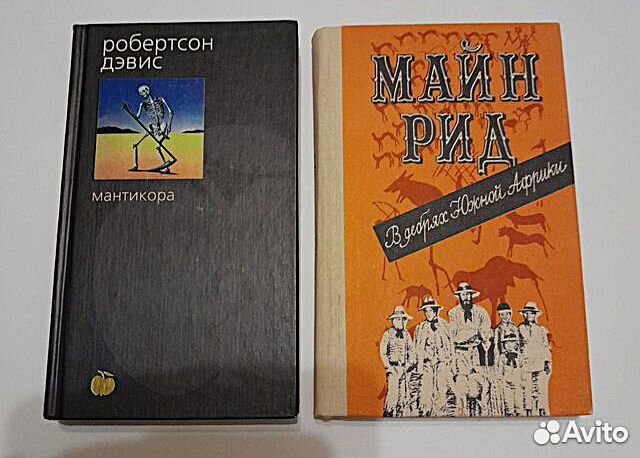 робертсон
дэвис
мантикора
МАЙН
РИД
В дебрях Южной Африки
Avito